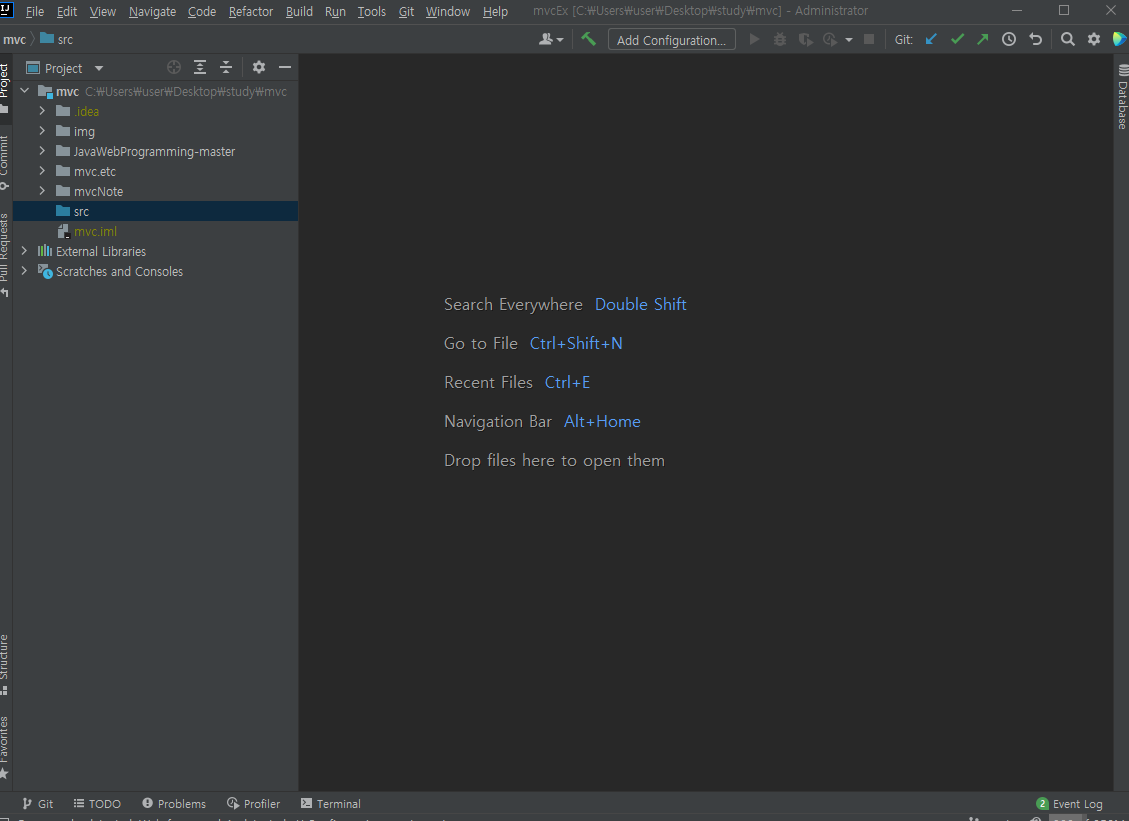 IJ File Edit View Navigate Code Refactor Build Run Tools Git Window Help mvcEx [C:₩Users₩user₩Desktop₩study₩mvc] - Administrator
mvc src Add Configuration... Git:
Project
Project
mvc C:₩Users₩user₩Desktop₩study₩mvc
.idea
img
JavaWebProgramming-master
mvc.etc
mvcNote
src
mvc.iml
External Libraries
Scratches and Consoles
Commit
Pull Requests
Structure
Favorites
Search Everywhere Double Shift
Go to File Ctrl+Shift+N
Recent Files Ctrl+E
Navigation Bar Alt+Home
Drop files here to open them
Database
Git TODO Problems Profiler Terminal 2 Event Log